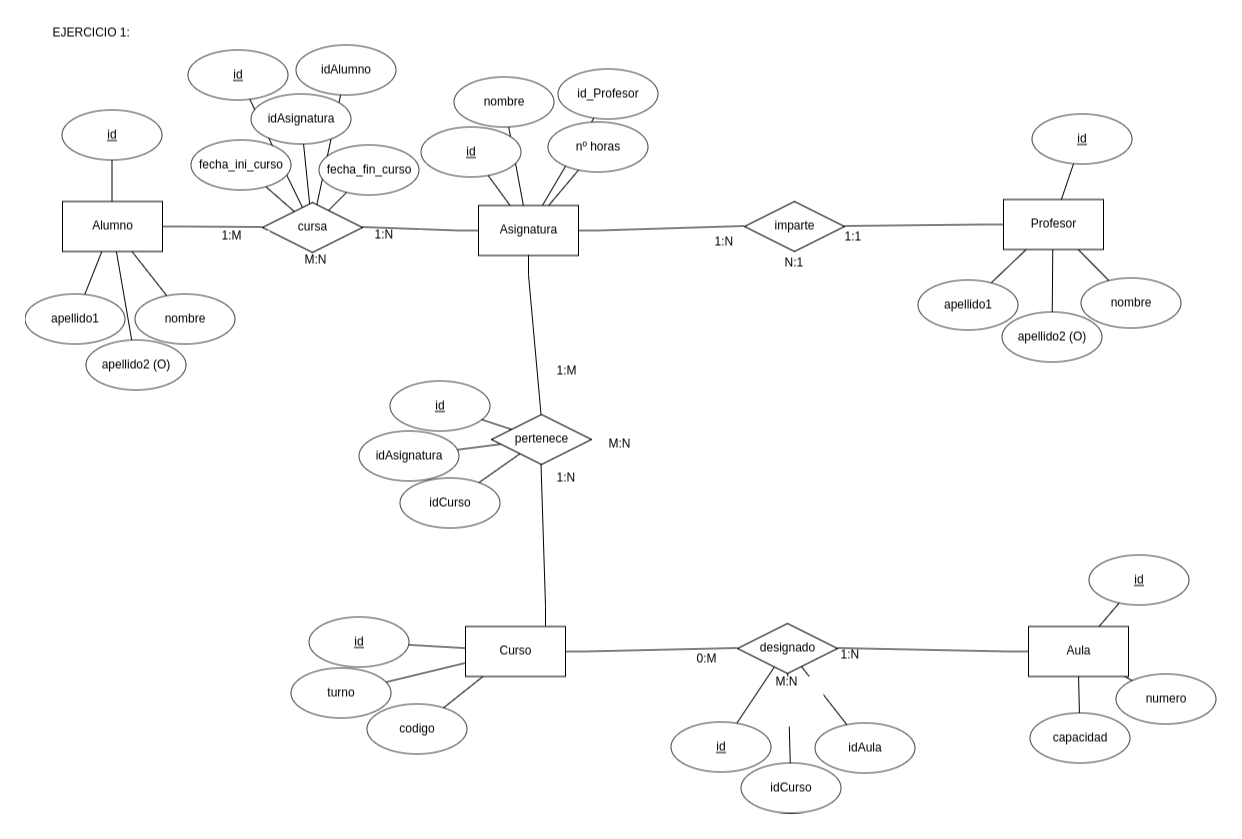 EJERCICIO 1:
id
idAlumno
idAsignatura
fecha_ini_curso
fecha_fin_curso
nombre
id_Profesor
id
nº horas
id
id
Alumno
1:M
cursa
1:N
M:N
Asignatura
1:N
imparte
1:1
N:1
Profesor
apellido1
nombre
apellido2 (O)
apellido1
nombre
apellido2 (O)
1:M
id
pertenece
M:N
idAsignatura
1:N
idCurso
id
id
turno
codigo
Curso
0:M
designado
1:N
M:N
Aula
numero
capacidad
id
idAula
idCurso